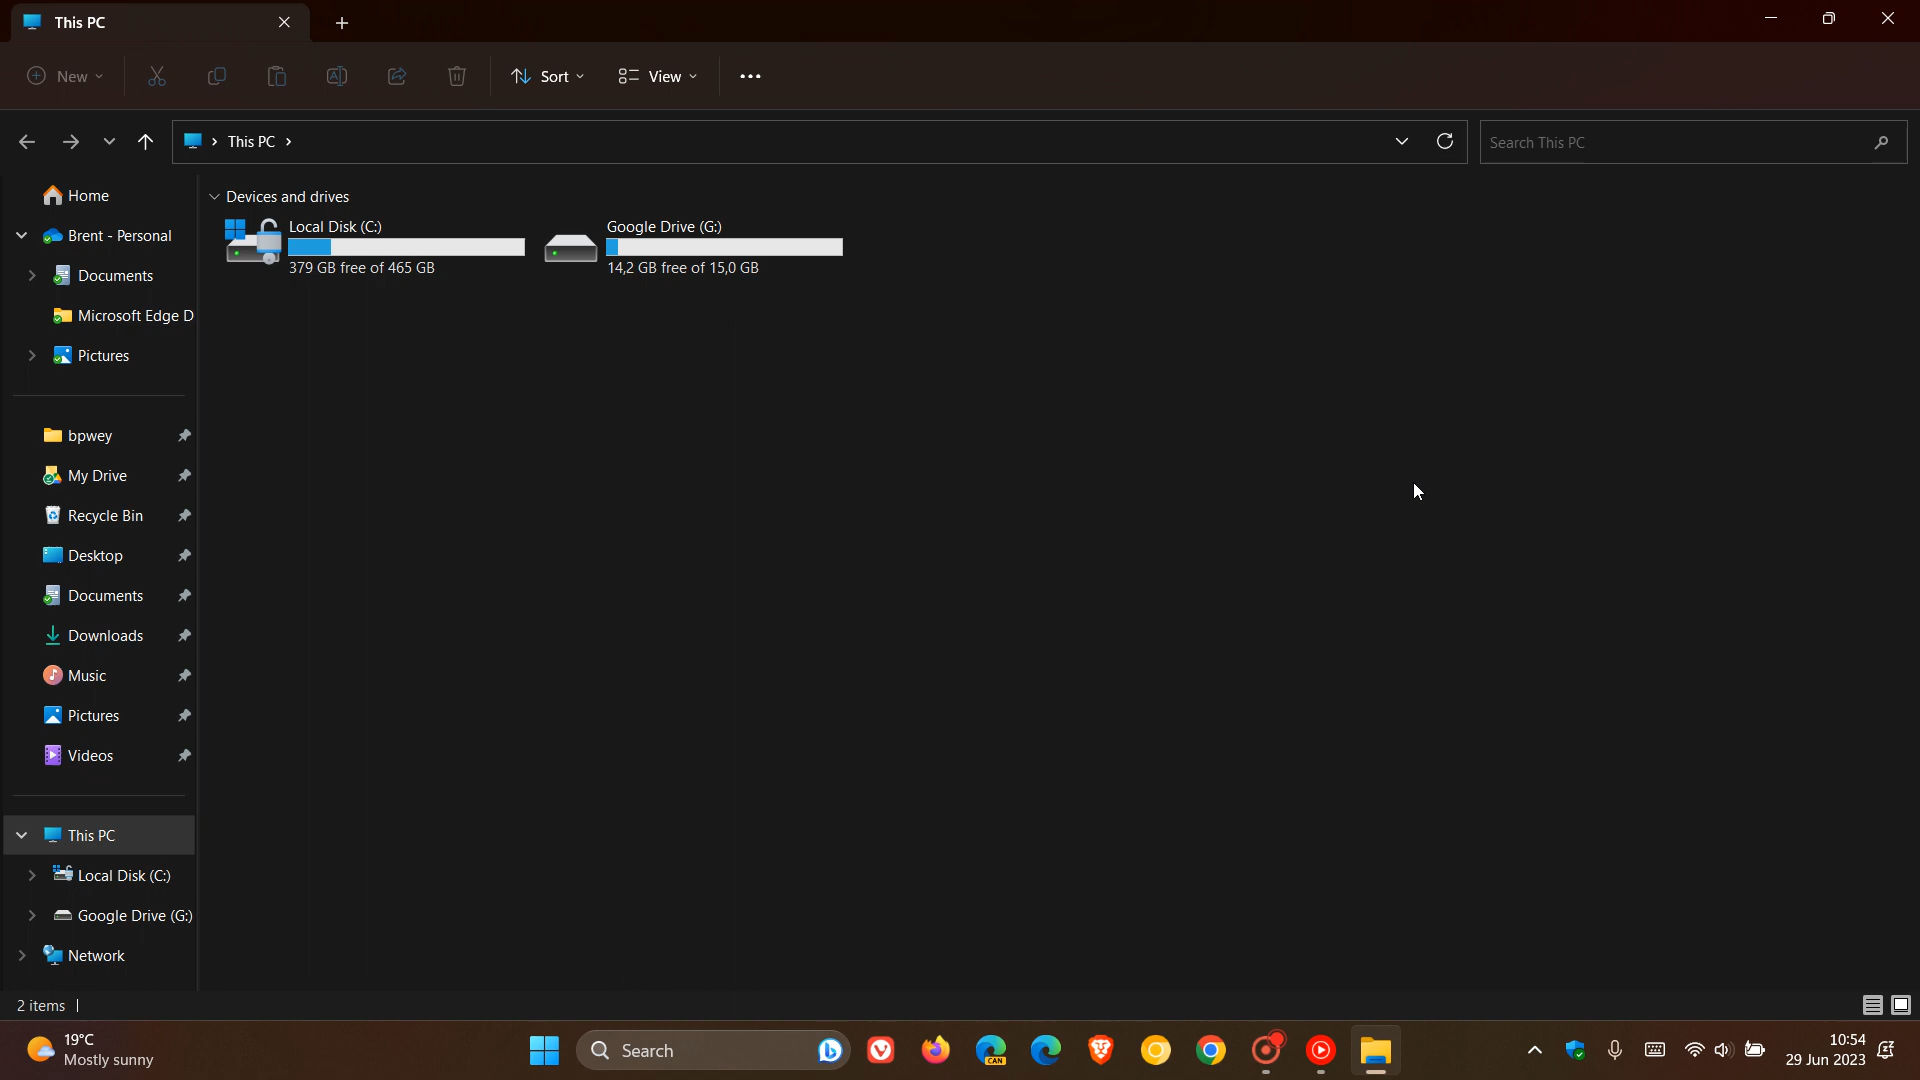 This PC
New
Sort
View
This PC
Search This PC
Home
Brent - Personal
Documents
Microsoft Edge D
Pictures
bpwey
My Drive
Recycle Bin
Desktop
Documents
Downloads
Music
Pictures
Videos
This PC
Local Disk (C:)
Google Drive (G:)
Network
Devices and drives
Local Disk (C:)
379 GB free of 465 GB
Google Drive (G:)
14,2 GB free of 15,0 GB
2 items
19°C
Mostly sunny
Search
CAN
10:54
29 Jun 2023